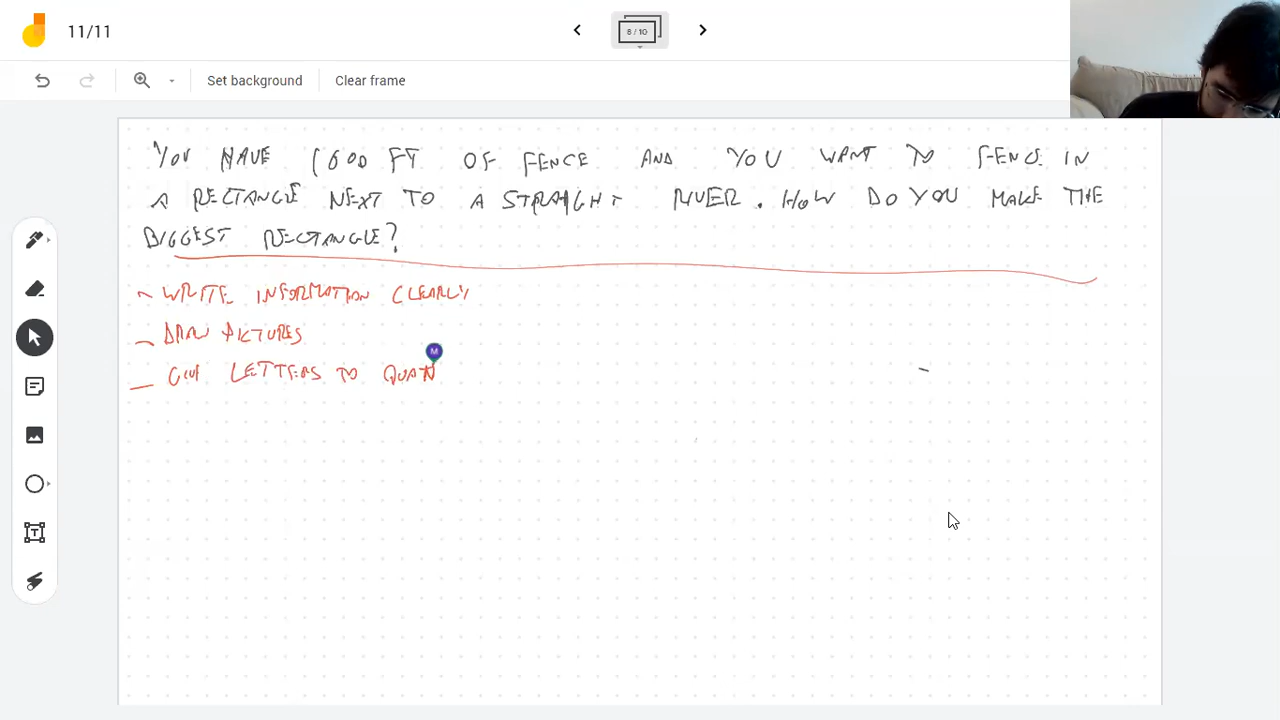 11/11
8 / 10
Set background
Clear frame
YOU HAVE 1600 FT OF FENCE AND YOU WANT TO FENCE IN
A RECTANGLE NEXT TO A STRAIGHT RIVER. HOW DO YOU MAKE THE
BIGGEST RECTANGLE?
- WRITE INFORMATION CLEARLY
- DRAW PICTURES
M
- GIVE LETTERS TO QUAN